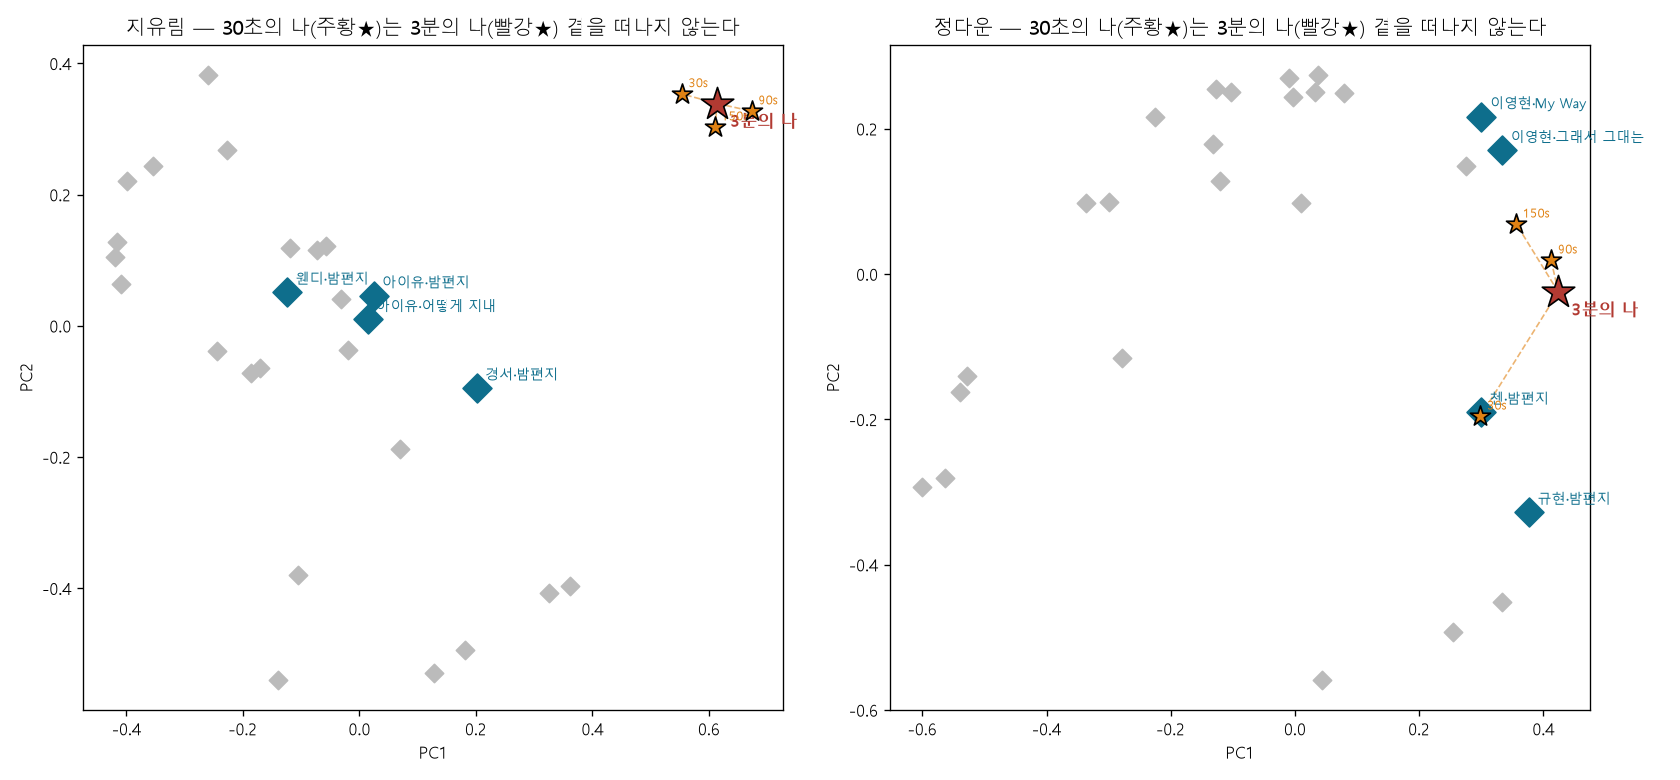 지유림 — 30초의 나(주황★)는 3분의 나(빨강★) 곁을 떠나지 않는다
0.4
0.2
0.0
-0.2
-0.4
PC2
30s
90s
3분의 나
웬디·밤편지
아이유·밤편지
아이유·어떻게 지내
경서·밤편지
-0.4
-0.2
0.0
0.2
0.4
0.6
PC1
정다운 — 30초의 나(주황★)는 3분의 나(빨강★) 곁을 떠나지 않는다
0.2
0.0
-0.2
-0.4
-0.6
PC2
이영현·My Way
이영현·그래서 그대는
150s
90s
3분의 나
첸·밤편지
30s
규현·밤편지
-0.6
-0.4
-0.2
0.0
0.2
0.4
PC1